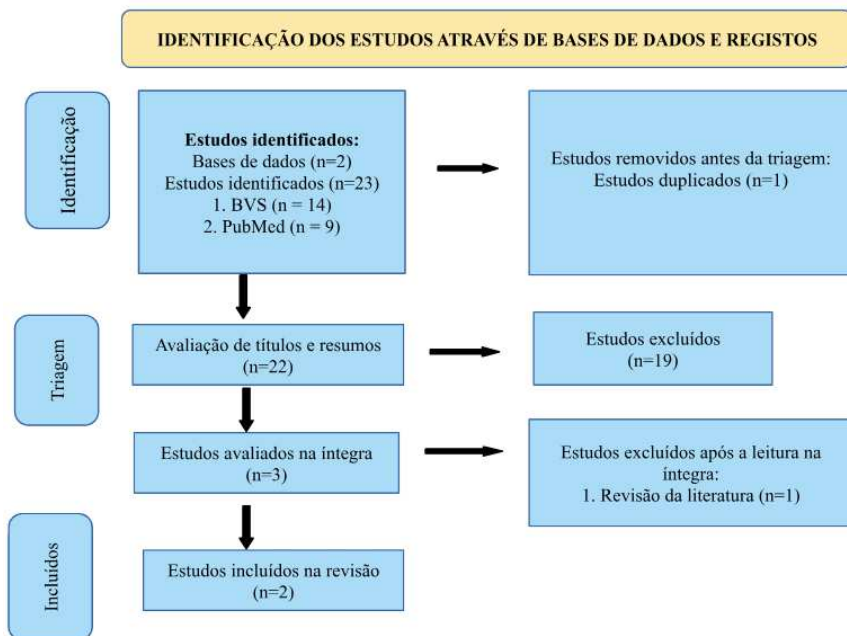 IDENTIFICAÇÃO DOS ESTUDOS ATRAVÉS DE BASES DE DADOS E REGISTOS
Identificação
Estudos identificados:
Bases de dados (n=2)
Estudos identificados (n=23)
1. BVS (n = 14)
2. PubMed (n = 9)
Estudos removidos antes da triagem:
Estudos duplicados (n=1)
Triagem
Avaliação de títulos e resumos
(n=22)
Estudos excluídos
(n=19)
Estudos avaliados na íntegra
(n=3)
Estudos excluídos após a leitura na
íntegra:
1. Revisão da literatura (n=1)
Incluídos
Estudos incluídos na revisão
(n=2)